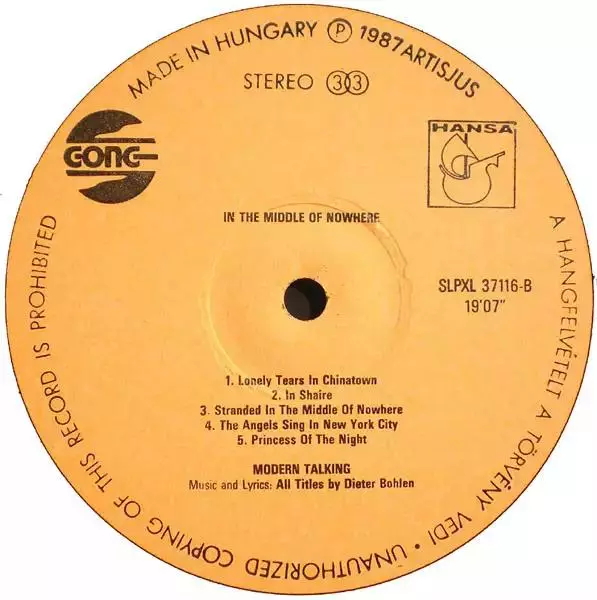 MADE IN HUNGARY Ⓟ 1987 ARTISJUS
STEREO 33
GONG
HANSA
IN THE MIDDLE OF NOWHERE
SLPXL 37116-B
19'07"
1. Lonely Tears In Chinatown
2. In Shaire
3. Stranded In The Middle Of Nowhere
4. The Angels Sing In New York City
5. Princess Of The Night
MODERN TALKING
Music and Lyrics: All Titles by Dieter Bohlen
A HANGFELVÉTELT A TÖRVÉNY VÉDI • UNAUTHORIZED COPYING OF THIS RECORD IS PROHIBITED